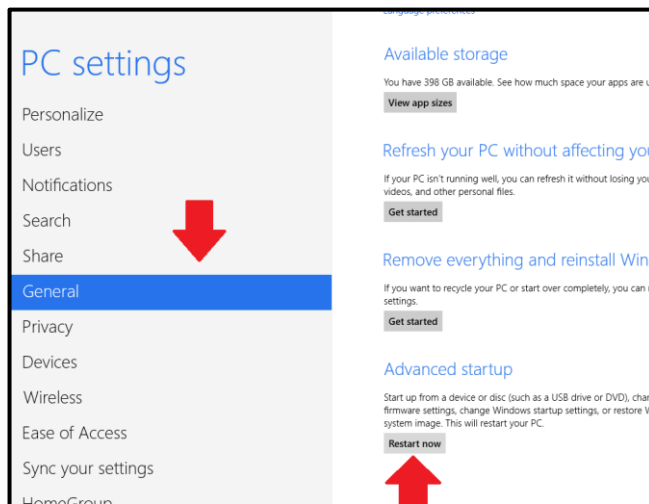 Language preferences
PC settings
Personalize
Users
Notifications
Search
Share
General
Privacy
Devices
Wireless
Ease of Access
Sync your settings
HomeGroup
Available storage
You have 398 GB available. See how much space your apps are u
View app sizes
Refresh your PC without affecting you
If your PC isn't running well, you can refresh it without losing you
videos, and other personal files.
Get started
Remove everything and reinstall Win
If you want to recycle your PC or start over completely, you can
settings.
Get started
Advanced startup
Start up from a device or disc (such as a USB drive or DVD), chan
firmware settings, change Windows startup settings, or restore W
system image. This will restart your PC.
Restart now